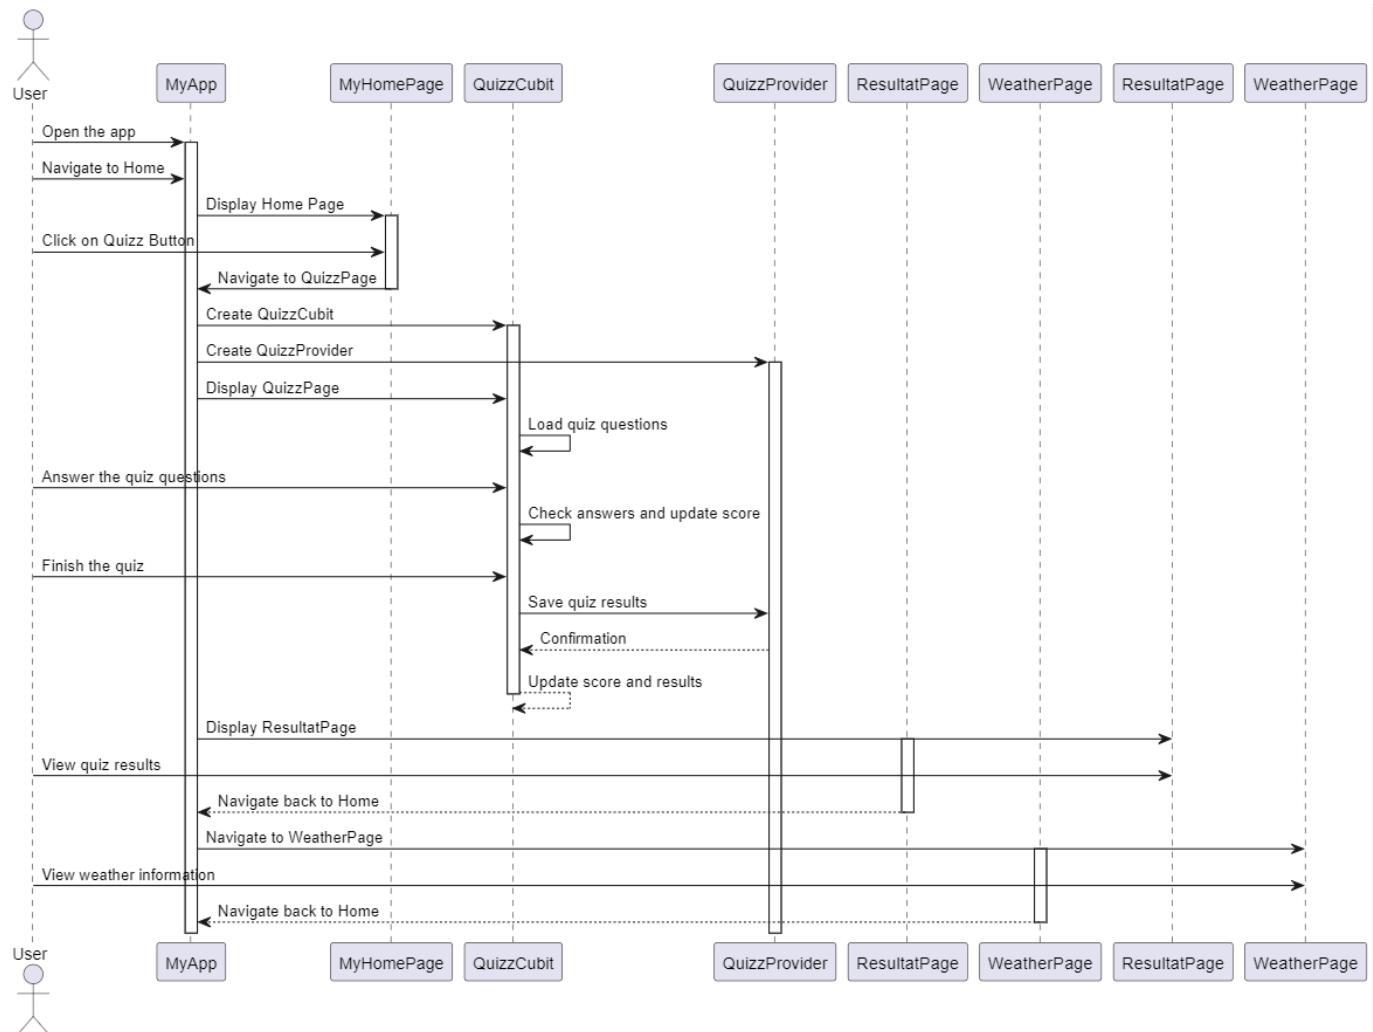 User
MyApp
MyHomePage
QuizzCubit
QuizzProvider
ResultatPage
WeatherPage
ResultatPage
WeatherPage
Open the app
Navigate to Home
Display Home Page
Click on Quizz Button
Navigate to QuizzPage
Create QuizzCubit
Create QuizzProvider
Display QuizzPage
Load quiz questions
Answer the quiz questions
Check answers and update score
Finish the quiz
Save quiz results
Confirmation
Update score and results
Display ResultatPage
View quiz results
Navigate back to Home
Navigate to WeatherPage
View weather information
Navigate back to Home
User
MyApp
MyHomePage
QuizzCubit
QuizzProvider
ResultatPage
WeatherPage
ResultatPage
WeatherPage